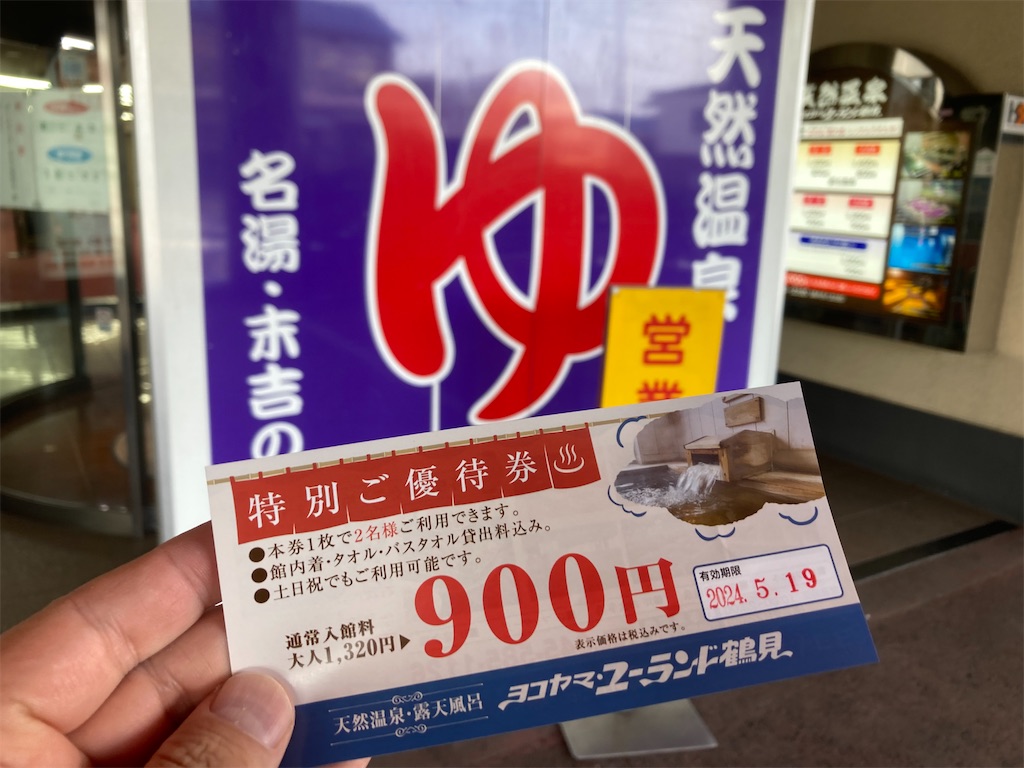 天然温泉
ゆ
名湯・末吉の
営業
特別ご優待券
●本券1枚で2名様ご利用できます。
●館内着・タオル・バスタオル貸出料込み。
●土日祝でもご利用可能です。
通常入館料
大人1,320円▶
900円
表示価格は税込みです。
有効期限
2024. 5. 19
天然温泉・露天風呂
ヨコヤマ・ユーランド鶴見